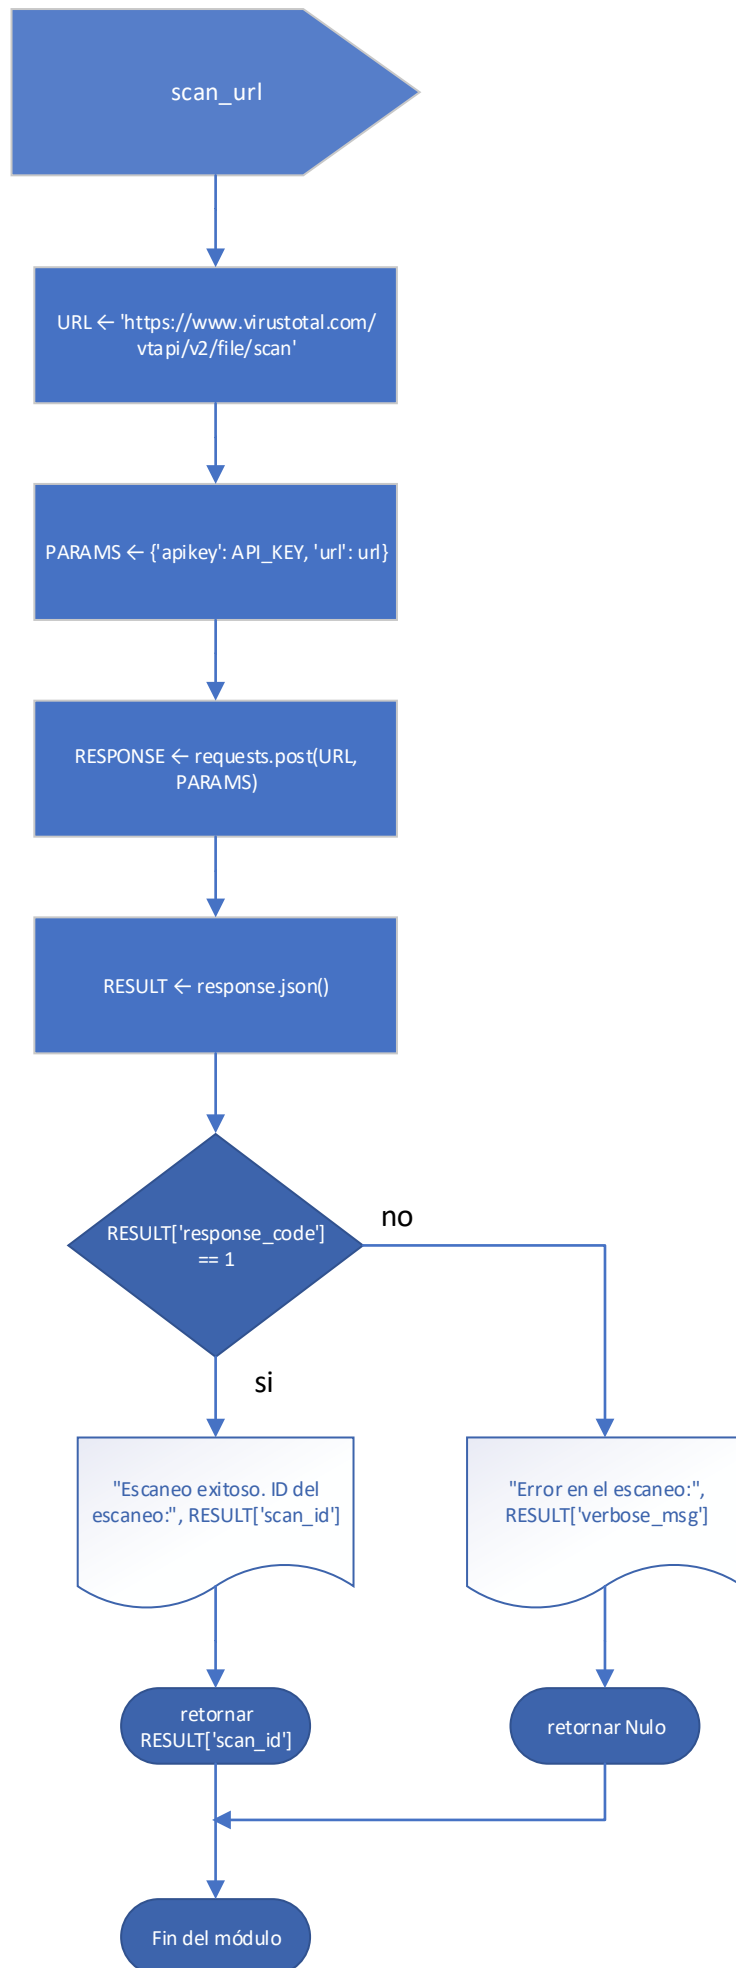 scan_url
URL ← 'https://www.virustotal.com/
vtapi/v2/file/scan'
PARAMS ← {'apikey': API_KEY, 'url': url}
RESPONSE ← requests.post(URL,
PARAMS)
RESULT ← response.json()
RESULT['response_code']
== 1
no
si
"Escaneo exitoso. ID del
escaneo:", RESULT['scan_id']
"Error en el escaneo:",
RESULT['verbose_msg']
retornar
RESULT['scan_id']
retornar Nulo
Fin del módulo